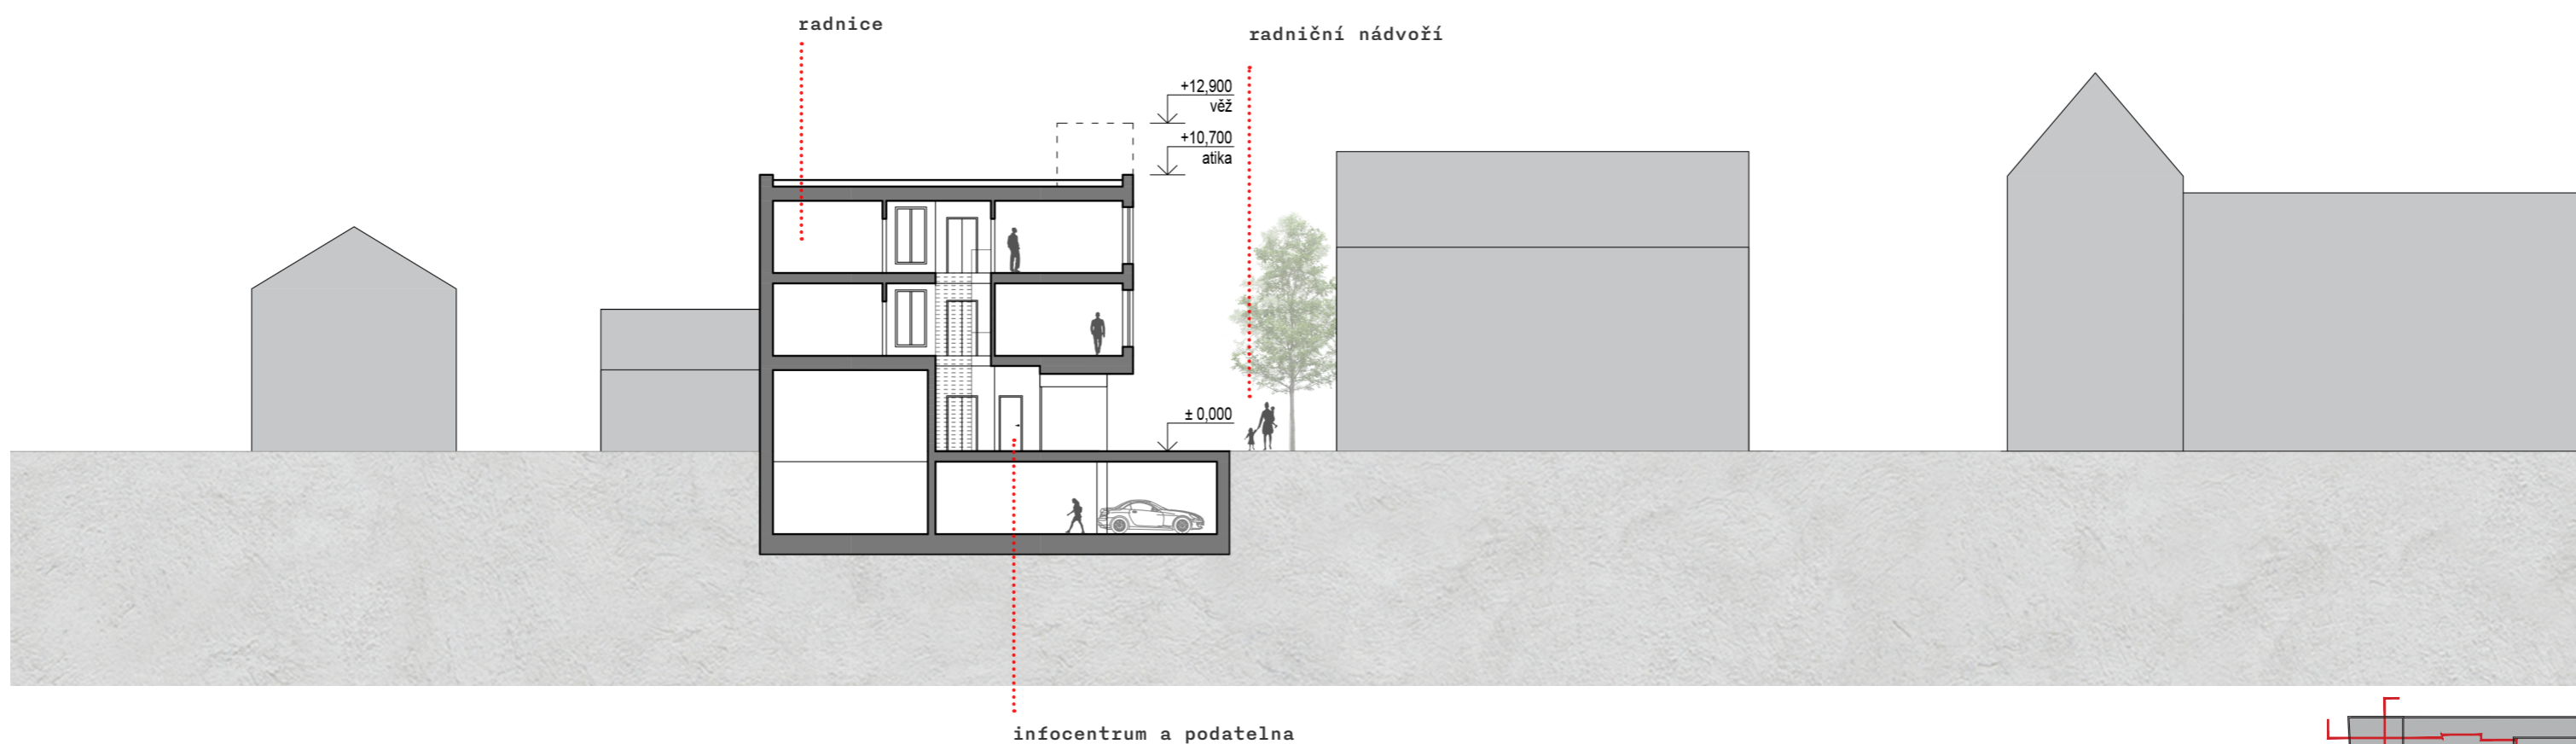 radnice
radniční nádvoří
+12,900
věž
+10,700
atika
± 0,000
infocentrum a podatelna